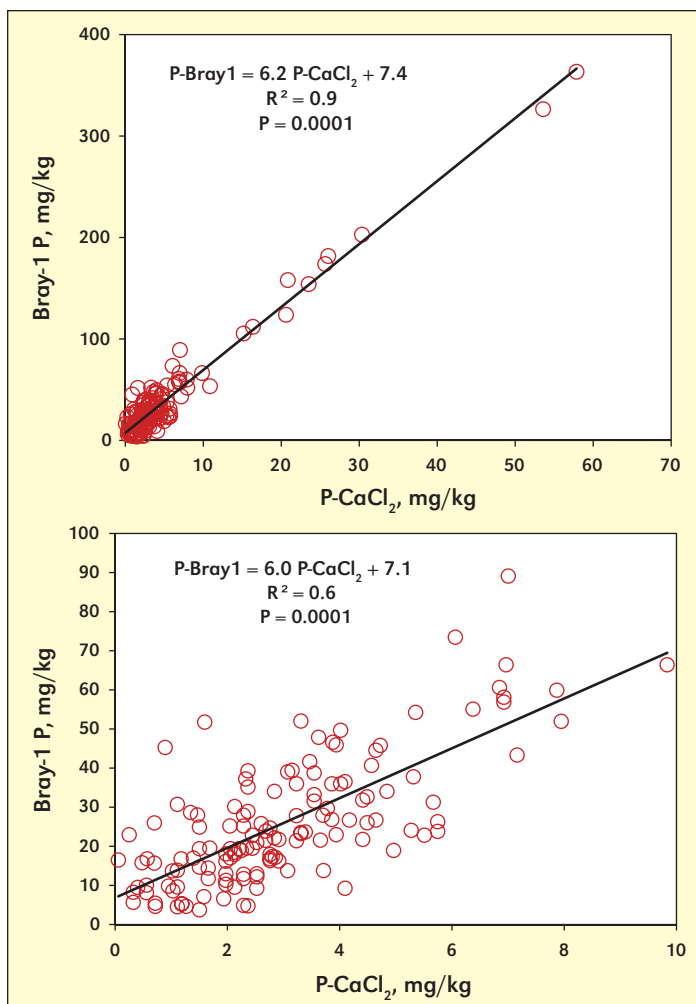 400
300
200
100
0
Bray-1 P, mg/kg
P-Bray1 = 6.2 P-CaCl₂ + 7.4
R² = 0.9
P = 0.0001
0 10 20 30 40 50 60 70
P-CaCl₂, mg/kg
100
90
80
70
60
50
40
30
20
10
0
Bray-1 P, mg/kg
P-Bray1 = 6.0 P-CaCl₂ + 7.1
R² = 0.6
P = 0.0001
0 2 4 6 8 10
P-CaCl₂, mg/kg